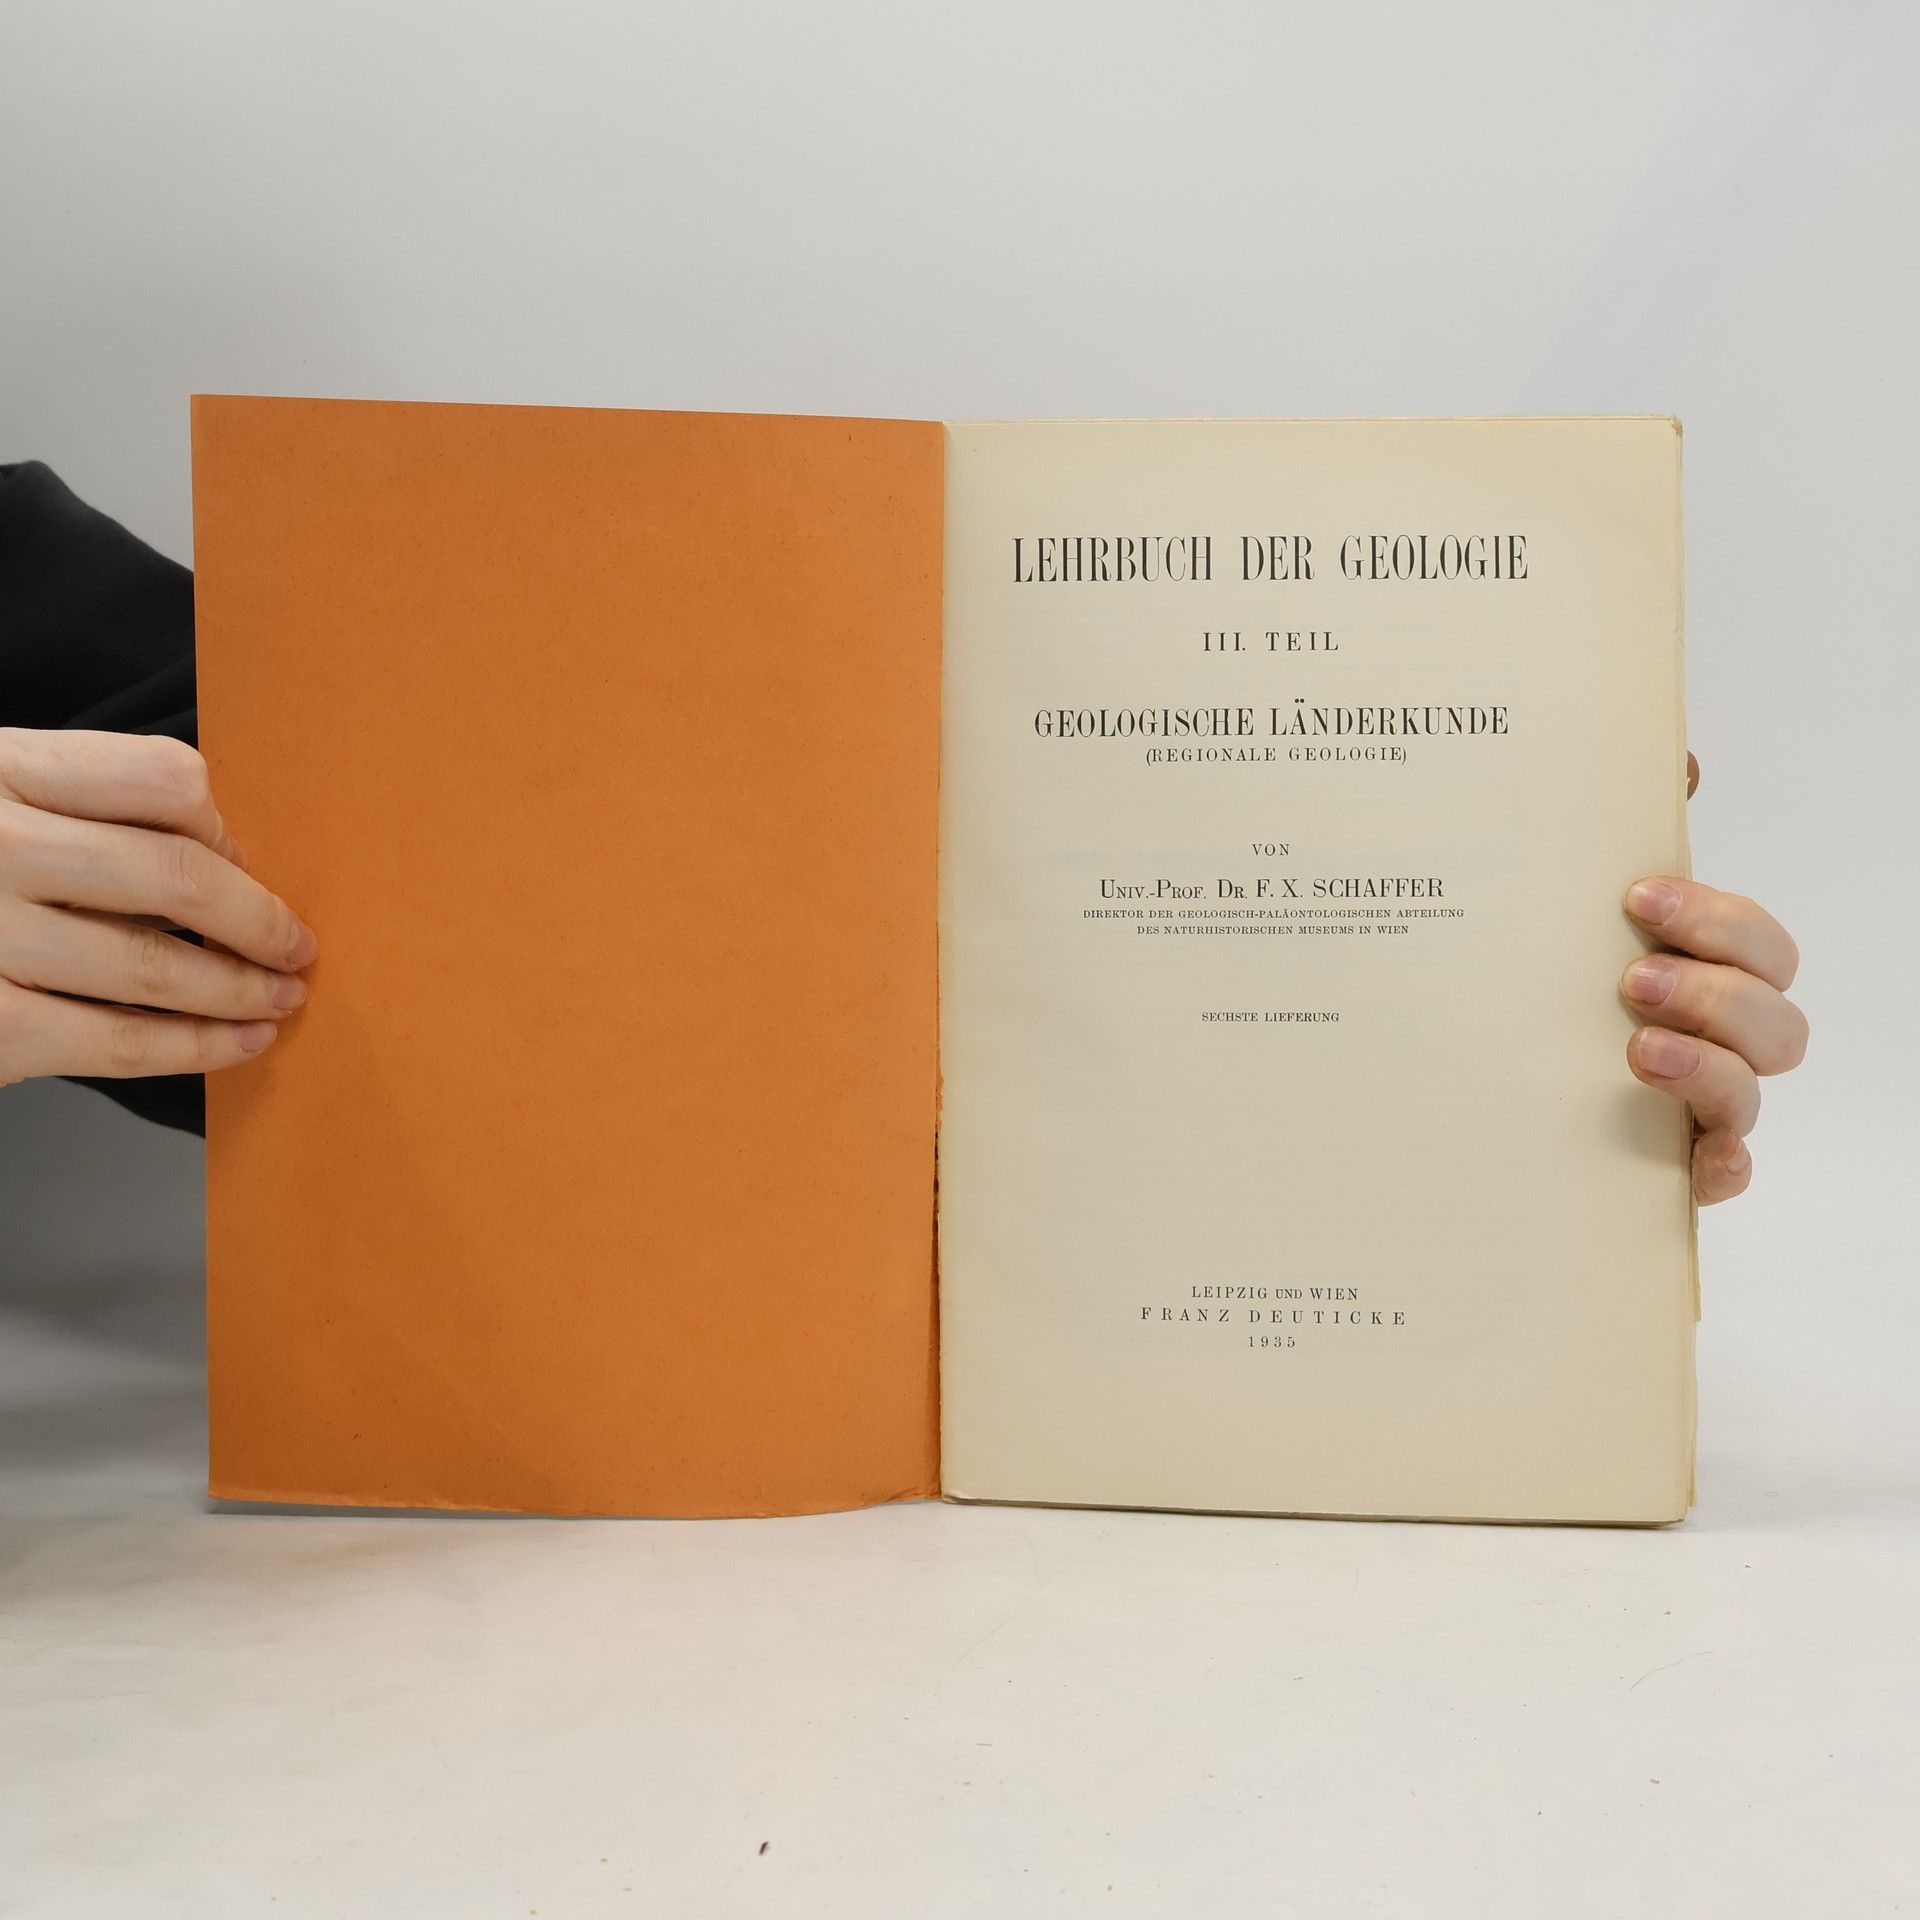 LEHRBUCH DER GEOLOGIE
III. TEIL
GEOLOGISCHE LÄNDERKUNDE
(REGIONALE GEOLOGIE)
VON
UNIV.-PROF. DR. F. X. SCHAFFER
DIREKTOR DER GEOLOGISCH-PALÄONTOLOGISCHEN ABTEILUNG
DES NATURHISTORISCHEN MUSEUMS IN WIEN
SECHSTE LIEFERUNG
LEIPZIG UND WIEN
FRANZ DEUTICKE
1935